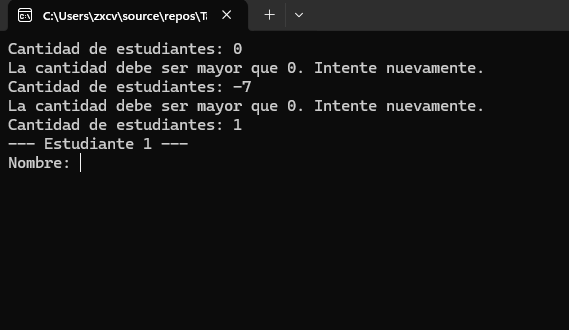 C:\Users\zxcv\source\repos\T
Cantidad de estudiantes: 0
La cantidad debe ser mayor que 0. Intente nuevamente.
Cantidad de estudiantes: -7
La cantidad debe ser mayor que 0. Intente nuevamente.
Cantidad de estudiantes: 1
--- Estudiante 1 ---
Nombre: